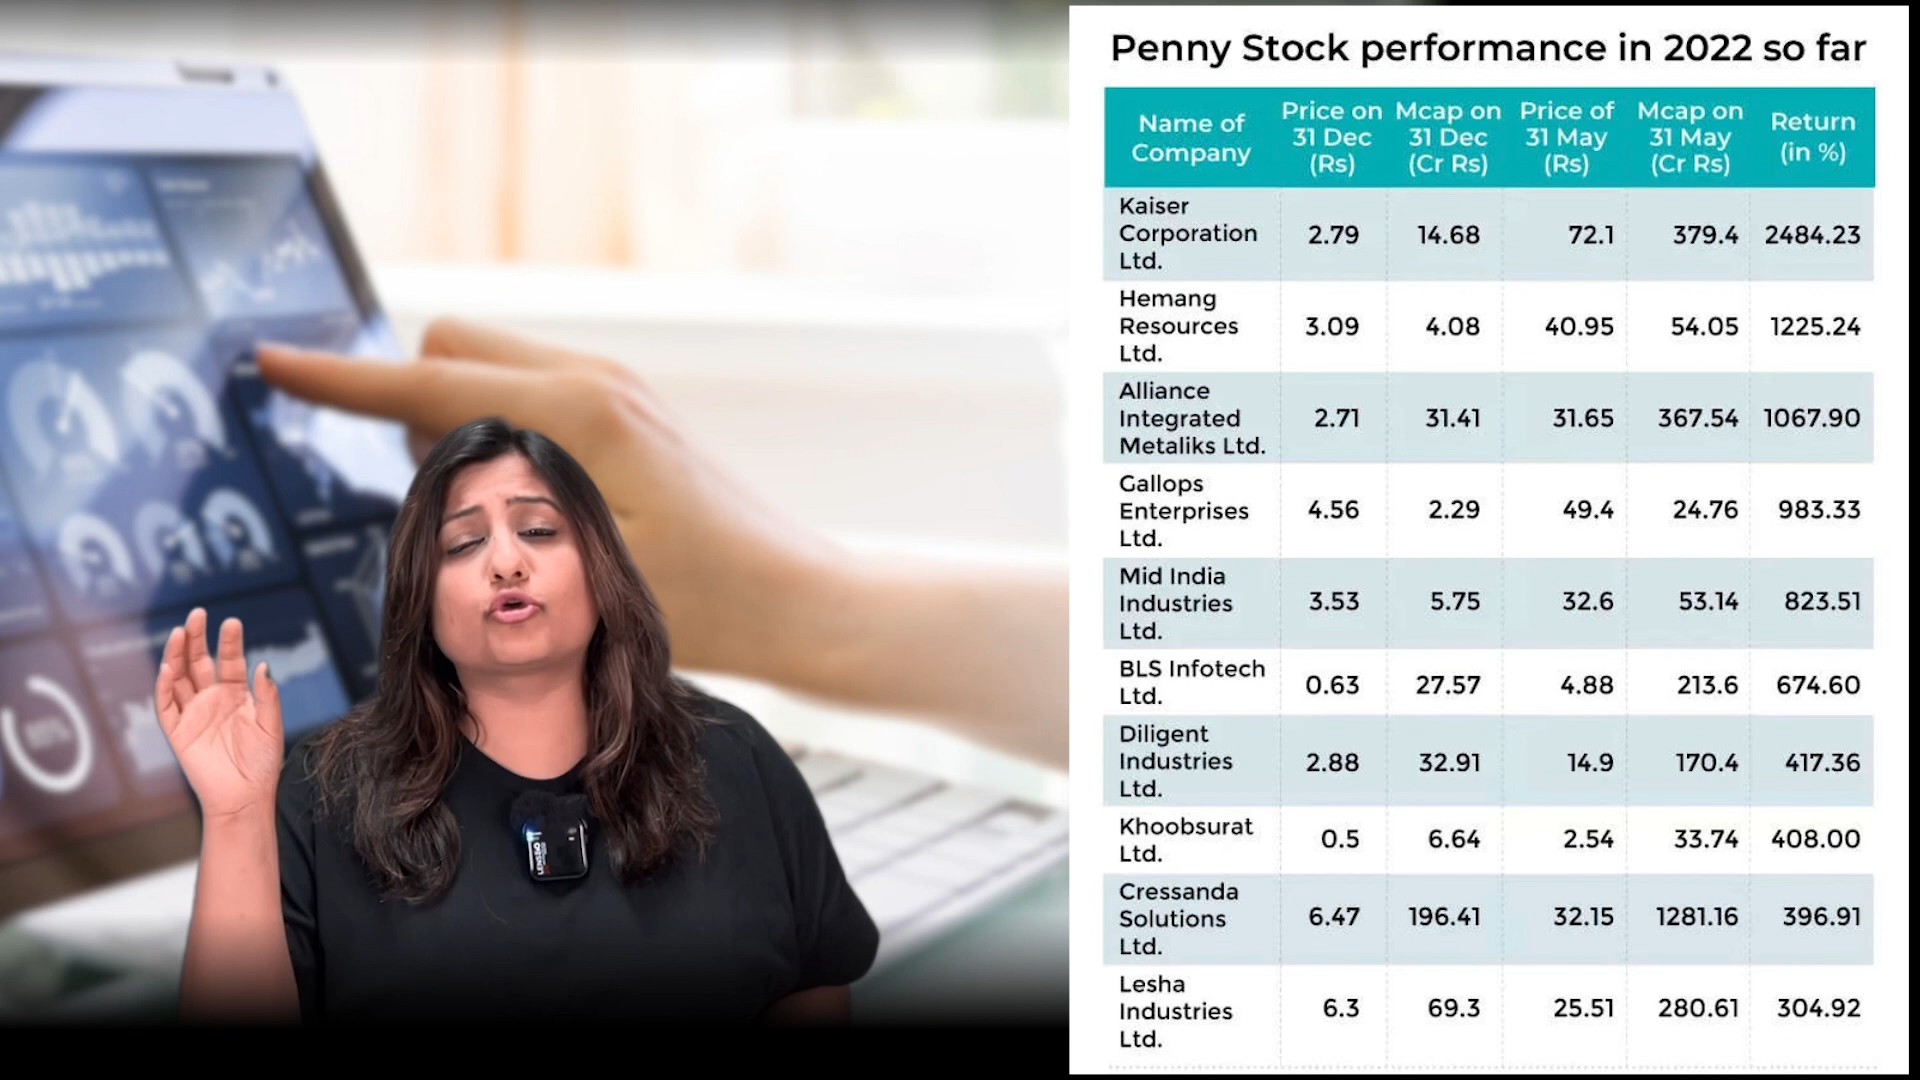 Penny Stock performance in 2022 so far
Name of Company Price on 31 Dec (Rs) Mcap on 31 Dec (Cr Rs) Price of 31 May (Rs) Mcap on 31 May (Cr Rs) Return (in %)
Kaiser Corporation Ltd. 2.79 14.68 72.1 379.4 2484.23
Hemang Resources Ltd. 3.09 4.08 40.95 54.05 1225.24
Alliance Integrated Metaliks Ltd. 2.71 31.41 31.65 367.54 1067.90
Gallops Enterprises Ltd. 4.56 2.29 49.4 24.76 983.33
Mid India Industries Ltd. 3.53 5.75 32.6 53.14 823.51
BLS Infotech Ltd. 0.63 27.57 4.88 213.6 674.60
Diligent Industries Ltd. 2.88 32.91 14.9 170.4 417.36
Khoobsurat Ltd. 0.5 6.64 2.54 33.74 408.00
Cressanda Solutions Ltd. 6.47 196.41 32.15 1281.16 396.91
Lesha Industries Ltd. 6.3 69.3 25.51 280.61 304.92
LENSGO